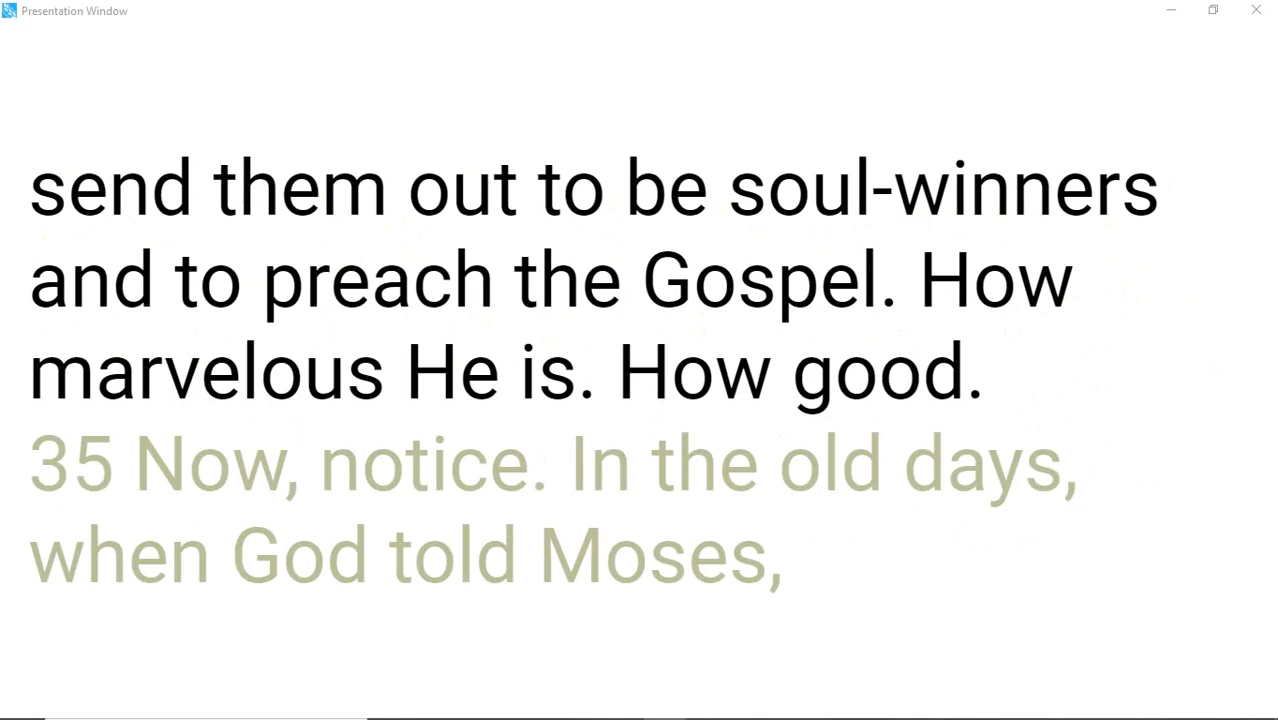 Presentation Window
send them out to be soul-winners
and to preach the Gospel. How
marvelous He is. How good.
35 Now, notice. In the old days,
when God told Moses,